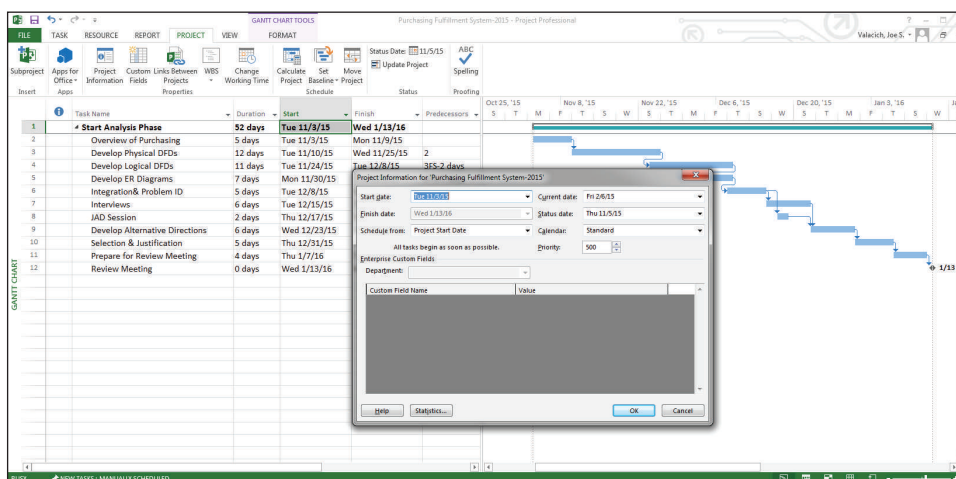 GANTT CHART TOOLS
Purchasing Fulfillment System-2015 - Project Professional
FILE TASK RESOURCE REPORT PROJECT VIEW FORMAT
Valacich, Joe S.
Subproject
Apps for Office
Project Information
Custom Fields
Links Between Projects
WBS
Change Working Time
Calculate Project
Set Baseline
Move Project
Status Date: 11/5/15
Update Project
ABC
Spelling
Insert Apps Properties Schedule Status Proofing
Task Name Duration Start Finish Predecessors
Oct 25, '15 Nov 8, '15 Nov 22, '15 Dec 6, '15 Dec 20, '15 Jan 3, '16
S T M F T S W S T M F T S W S T M F T S W
1 Start Analysis Phase 52 days Tue 11/3/15 Wed 1/13/16
2 Overview of Purchasing 5 days Tue 11/3/15 Mon 11/9/15
3 Develop Physical DFDs 12 days Tue 11/10/15 Wed 11/25/15 2
4 Develop Logical DFDs 11 days Tue 11/24/15 Tue 12/8/15 3FS-2 days
5 Develop ER Diagrams 7 days Mon 11/30/15
6 Integration& Problem ID 5 days Tue 12/8/15
7 Interviews 6 days Tue 12/15/15
8 JAD Session 2 days Thu 12/17/15
9 Develop Alternative Directions 6 days Wed 12/23/15
10 Selection & Justification 5 days Thu 12/31/15
11 Prepare for Review Meeting 4 days Thu 1/7/16
12 Review Meeting 0 days Wed 1/13/16
1/13
GANTT CHART
Project Information for 'Purchasing Fulfillment System-2015'
Start date: Tue 11/3/15 Current date: Fri 2/6/15
Finish date: Wed 1/13/16 Status date: Thu 11/5/15
Schedule from: Project Start Date Calendar: Standard
All tasks begin as soon as possible. Priority: 500
Enterprise Custom Fields
Department:
Custom Field Name Value
Help Statistics... OK Cancel
NEW TASKS : MANUALLY SCHEDULED